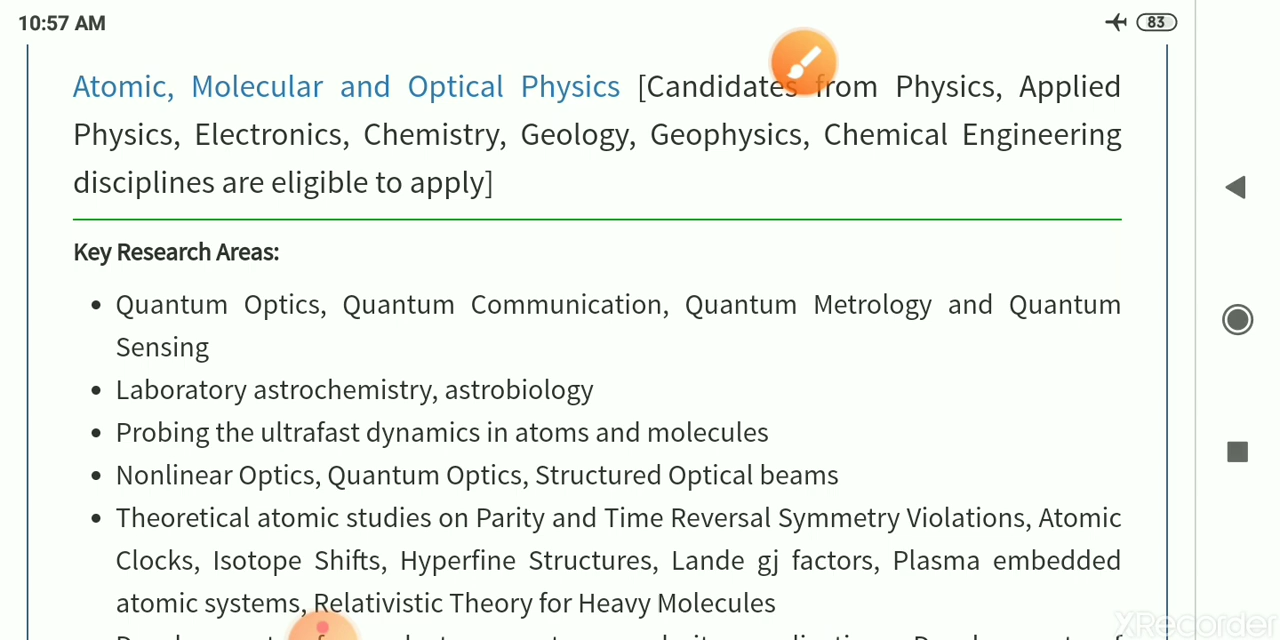 10:57 AM
83
Atomic, Molecular and Optical Physics [Candidates from Physics, Applied
Physics, Electronics, Chemistry, Geology, Geophysics, Chemical Engineering
disciplines are eligible to apply]
Key Research Areas:
• Quantum Optics, Quantum Communication, Quantum Metrology and Quantum
Sensing
• Laboratory astrochemistry, astrobiology
• Probing the ultrafast dynamics in atoms and molecules
• Nonlinear Optics, Quantum Optics, Structured Optical beams
• Theoretical atomic studies on Parity and Time Reversal Symmetry Violations, Atomic
Clocks, Isotope Shifts, Hyperfine Structures, Lande gj factors, Plasma embedded
atomic systems, Relativistic Theory for Heavy Molecules
XRecorder